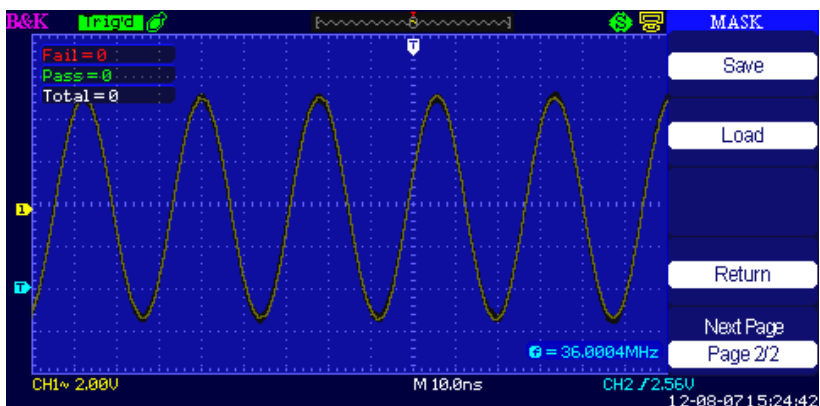 B&K Trig'd S MASK
T
Fail=0
Pass=0
Total=0
Save
Load
1
T
Return
Next Page
f = 36.0004MHz
Page 2/2
CH1~ 2.00V M 10.0ns CH2 / 2.56V
12-08-07 15:24:42